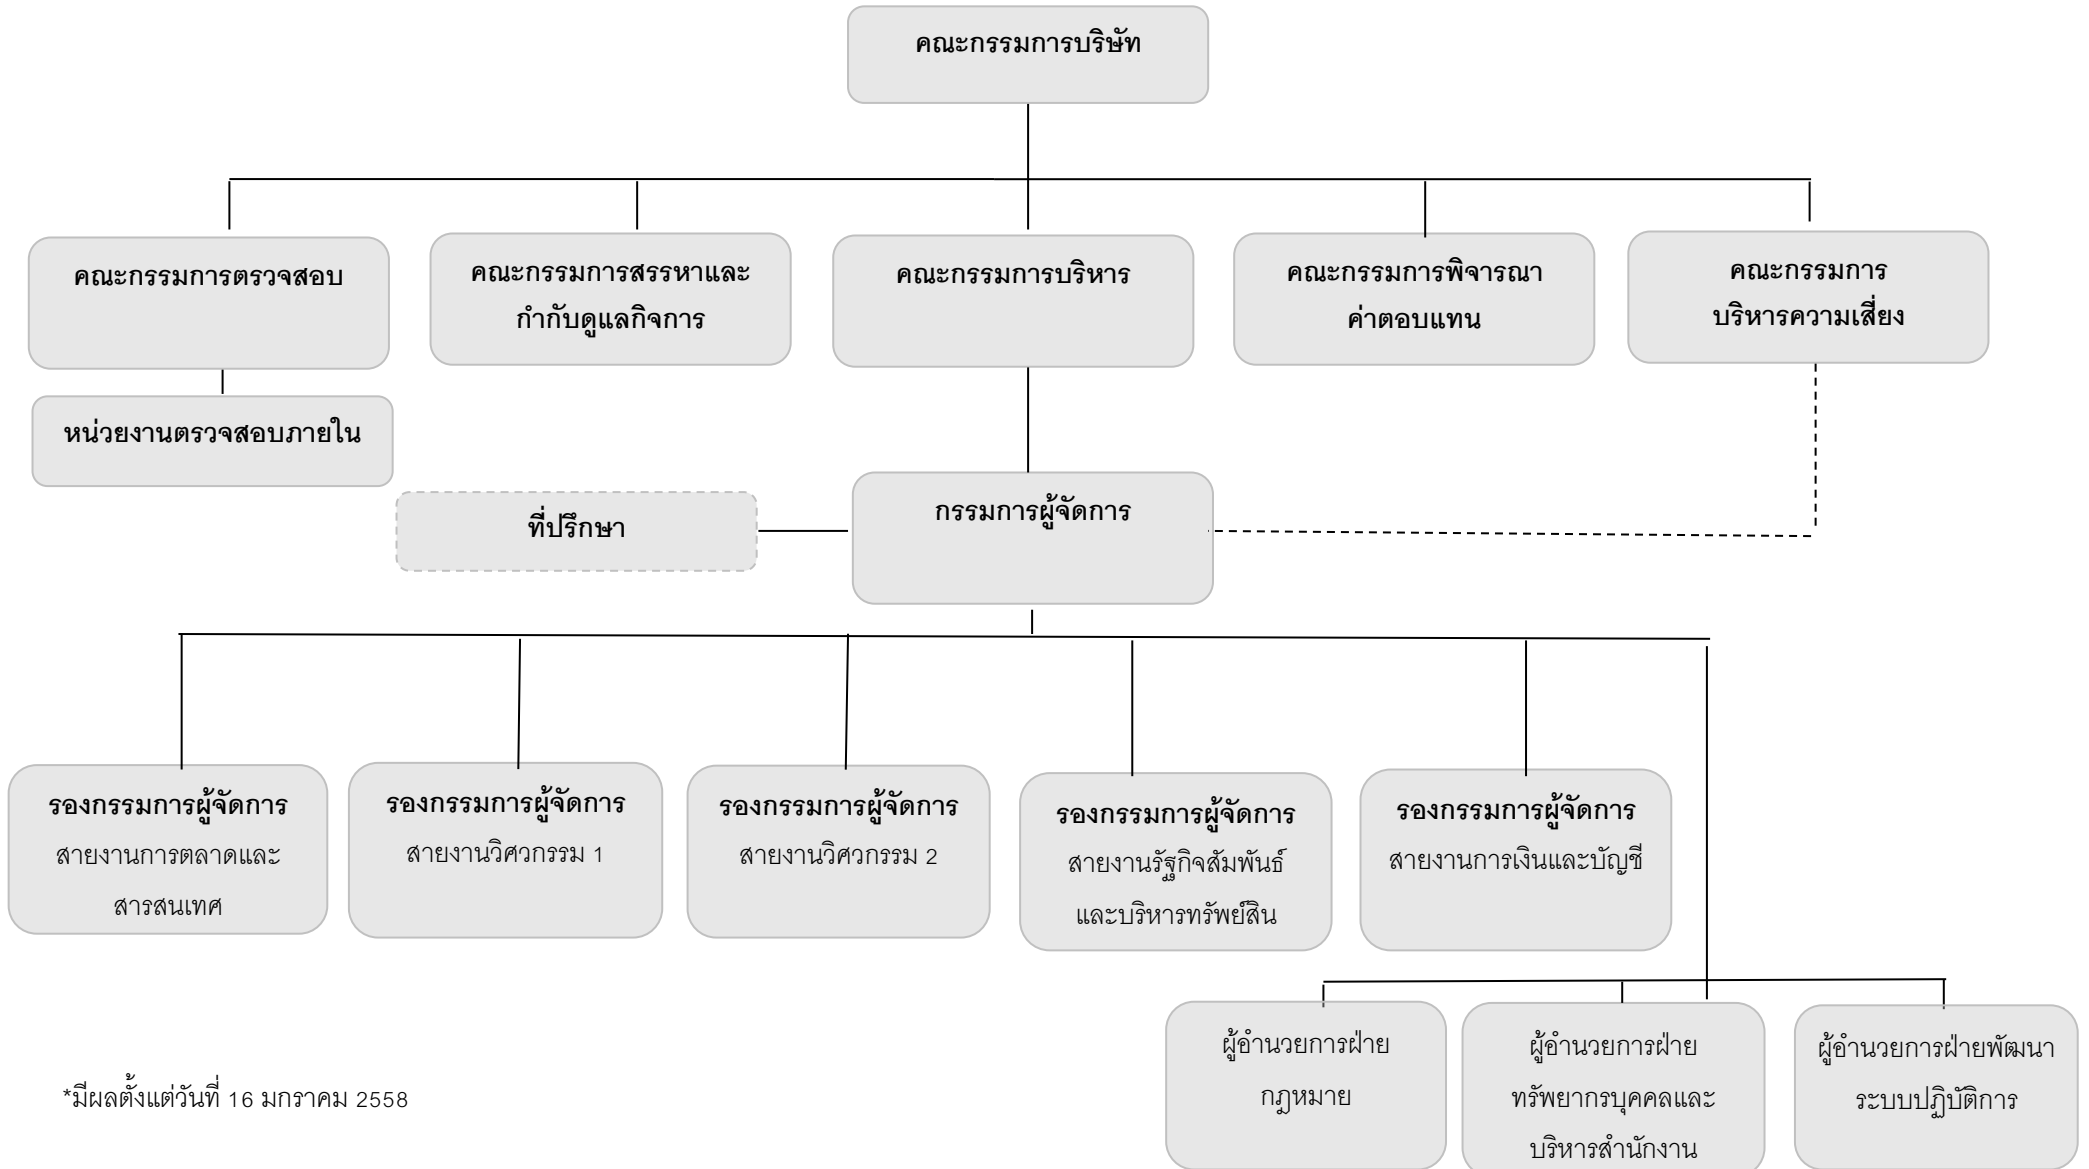 คณะกรรมการบริษัท
คณะกรรมการตรวจสอบ
คณะกรรมการสรรหาและ
กำกับดูแลกิจการ
คณะกรรมการบริหาร
คณะกรรมการพิจารณา
ค่าตอบแทน
คณะกรรมการ
บริหารความเสี่ยง
หน่วยงานตรวจสอบภายใน
ที่ปรึกษา
กรรมการผู้จัดการ
รองกรรมการผู้จัดการ
สายงานการตลาดและ
สารสนเทศ
รองกรรมการผู้จัดการ
สายงานวิศวกรรม 1
รองกรรมการผู้จัดการ
สายงานวิศวกรรม 2
รองกรรมการผู้จัดการ
สายงานรัฐกิจสัมพันธ์
และบริหารทรัพย์สิน
รองกรรมการผู้จัดการ
สายงานการเงินและบัญชี
ผู้อำนวยการฝ่าย
กฎหมาย
ผู้อำนวยการฝ่าย
ทรัพยากรบุคคลและ
บริหารสำนักงาน
ผู้อำนวยการฝ่ายพัฒนา
ระบบปฏิบัติการ
*มีผลตั้งแต่วันที่ 16 มกราคม 2558